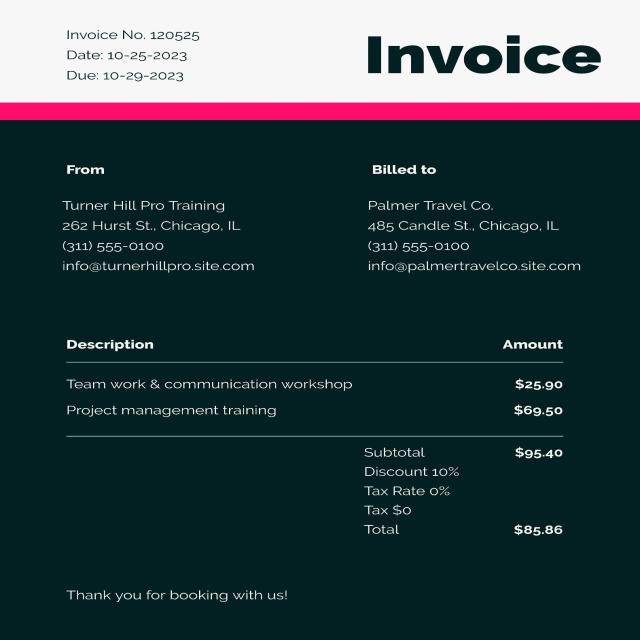 Invoice No. 120525
Date: 10-25-2023
Due: 10-29-2023
Invoice
From
Turner Hill Pro Training
262 Hurst St., Chicago, IL
(311) 555-0100
info@turnerhillpro.site.com
Billed to
Palmer Travel Co.
485 Candle St., Chicago, IL
(311) 555-0100
info@palmertravelco.site.com
Description Amount
Team work & communication workshop $25.90
Project management training $69.50
Subtotal $95.40
Discount 10%
Tax Rate 0%
Tax $0
Total $85.86
Thank you for booking with us!